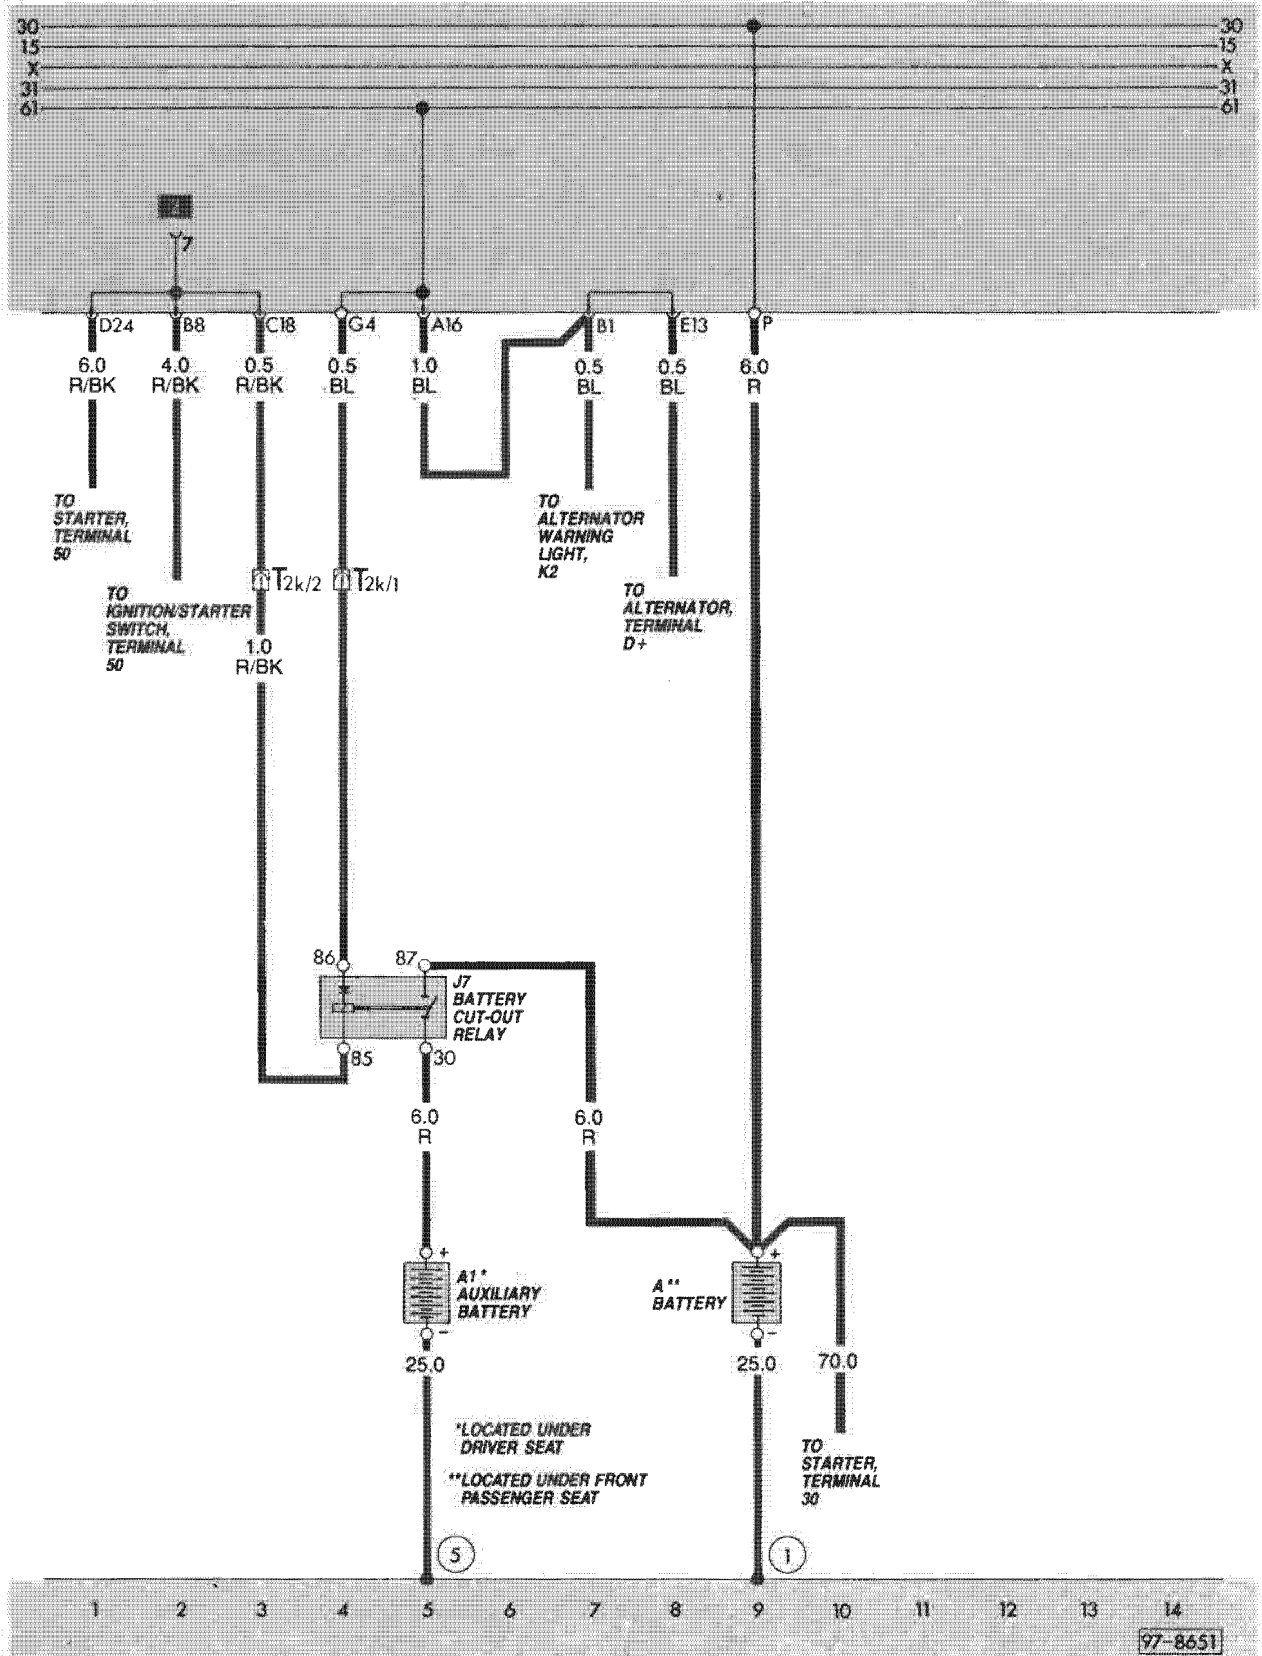 30 30
15 15
X X
31 31
61 61
7
D24 B8 C18 G4 A16 B1 E13 P
6.0 4.0 0.5 0.5 1.0 0.5 0.5 6.0
R/BK R/BK R/BK BL BL BL BL R
TO
STARTER,
TERMINAL
50
TO
ALTERNATOR
WARNING
LIGHT,
K2
T2k/2 T2k/1
TO
IGNITION/STARTER
SWITCH,
TERMINAL
50
TO
ALTERNATOR,
TERMINAL
D+
1.0
R/BK
86 87
J7
BATTERY
CUT-OUT
RELAY
85 30
6.0 6.0
R R
+ +
A1*
AUXILIARY
BATTERY
A**
BATTERY
- -
25.0 25.0 70.0
*LOCATED UNDER
DRIVER SEAT
**LOCATED UNDER FRONT
PASSENGER SEAT
TO
STARTER,
TERMINAL
30
5 1
1 2 3 4 5 6 7 8 9 10 11 12 13 14
97-8651